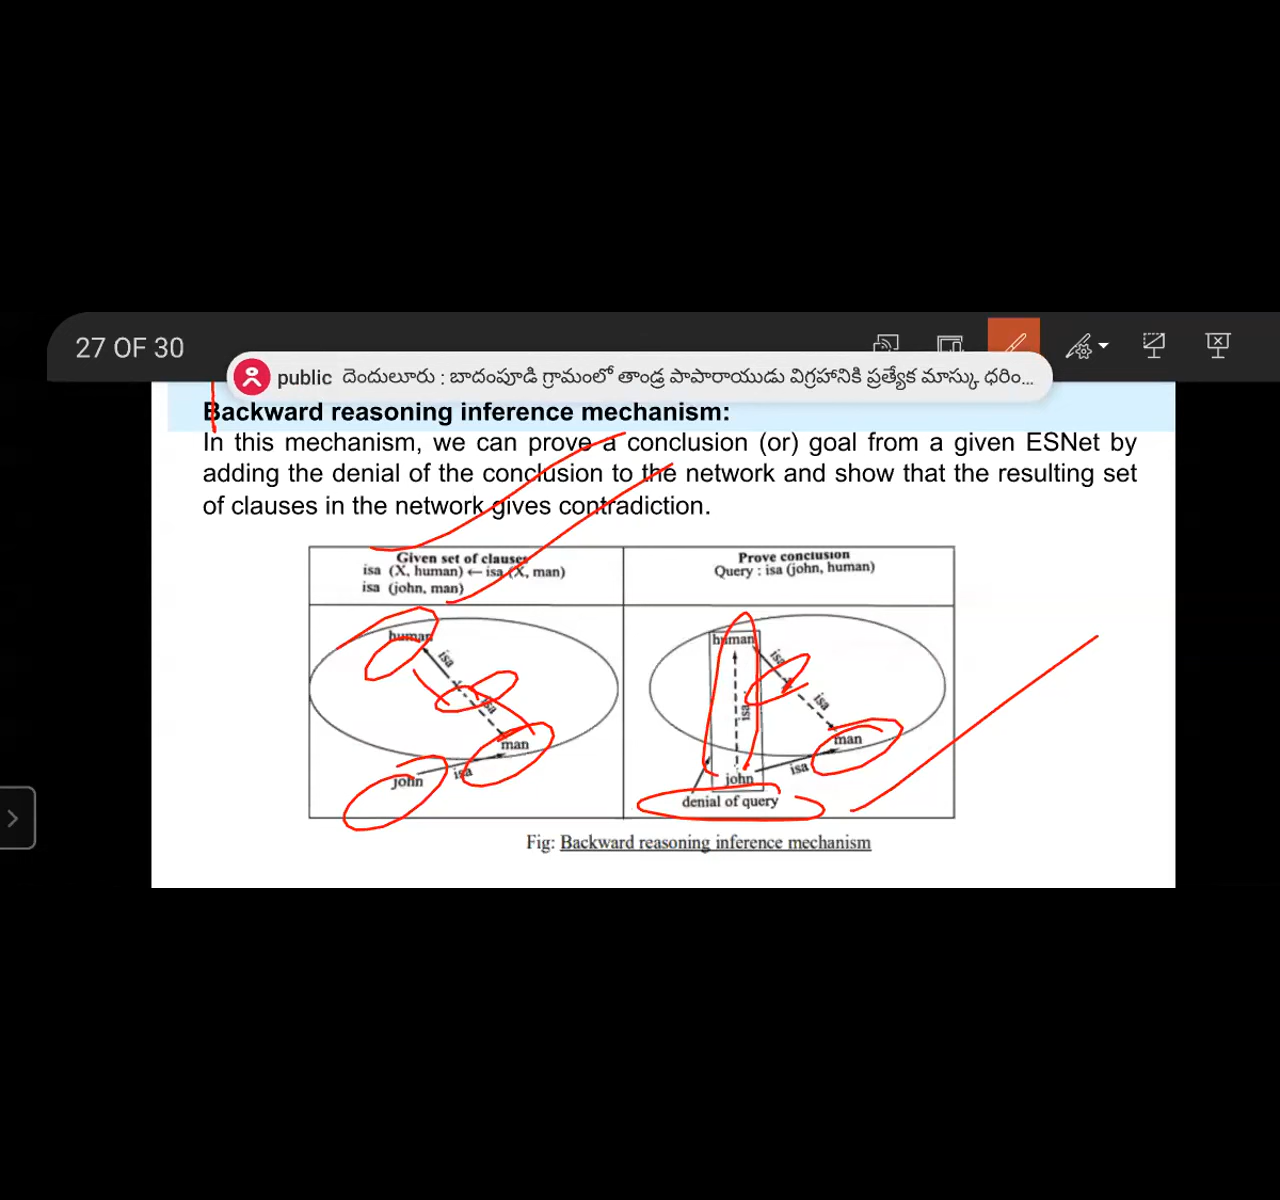 27 OF 30
public దెందులూరు : బాదంపూడి గ్రామంలో తాండ్ర పాపారాయుడు విగ్రహానికి ప్రత్యేక మాస్కు ధరిం...
Backward reasoning inference mechanism:
In this mechanism, we can prove a conclusion (or) goal from a given ESNet by
adding the denial of the conclusion to the network and show that the resulting set
of clauses in the network gives contradiction.
Given set of clauses
isa (X, human) ← isa (X, man)
isa (john, man)
Prove conclusion
Query : isa (john, human)
human
isa
isa
man
john
isa
human
isa
isa
isa
man
john
isa
denial of query
Fig: Backward reasoning inference mechanism